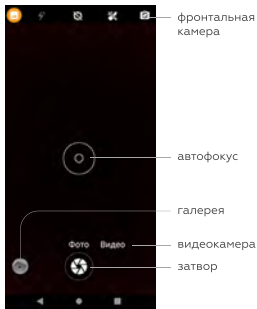 фронтальная
камера
автофокус
галерея
Фото Видео
видеокамера
затвор